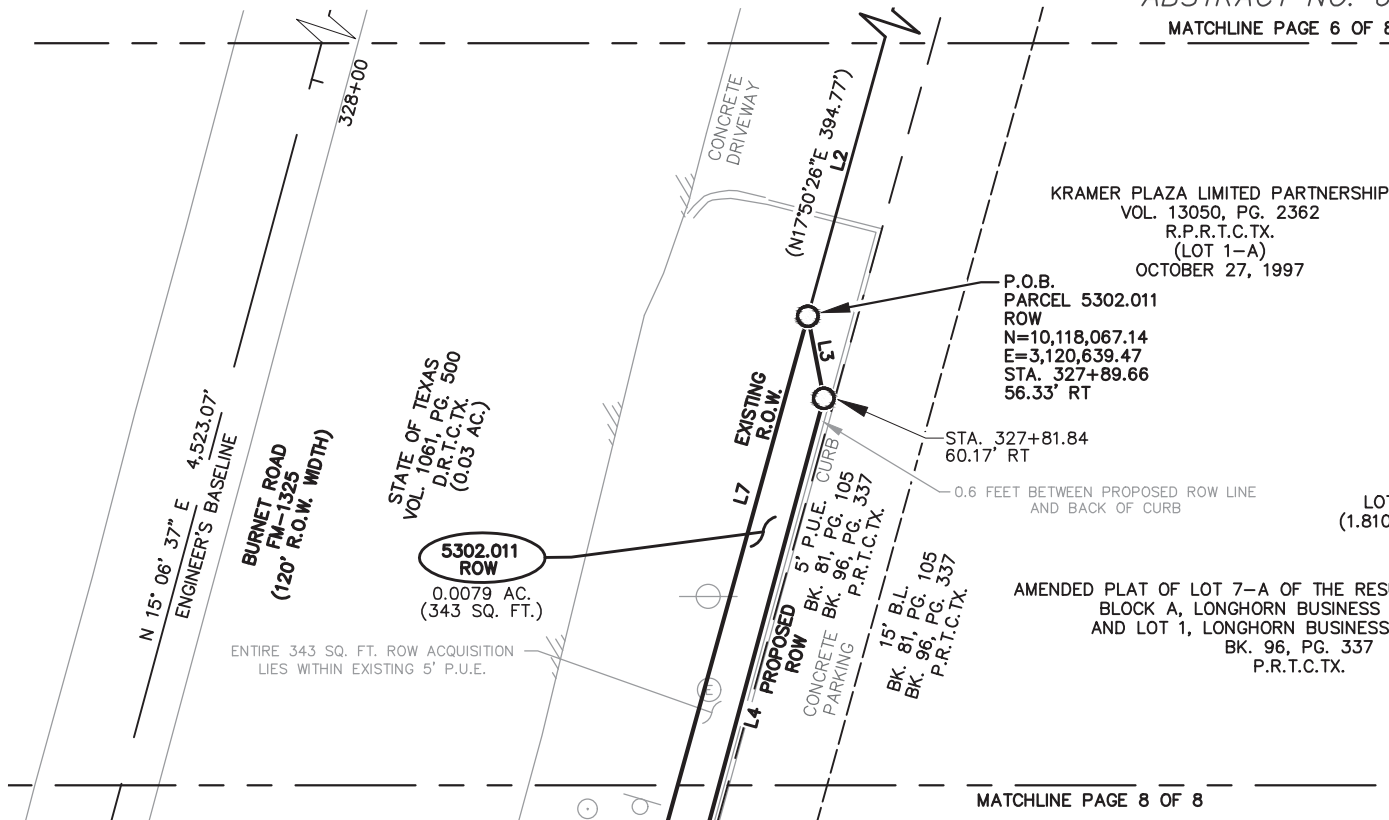 ABSTRACT NO.
MATCHLINE PAGE 6 OF 8
328+00
CONCRETE
DRIVEWAY
(N17°50'26"E 394.77')
L2
KRAMER PLAZA LIMITED PARTNERSHIP
VOL. 13050, PG. 2362
R.P.R.T.C.TX.
(LOT 1-A)
OCTOBER 27, 1997
P.O.B.
PARCEL 5302.011
ROW
N=10,118,067.14
E=3,120,639.47
STA. 327+89.66
56.33' RT
L3
EXISTING
R.O.W.
STATE OF TEXAS
VOL. 1061, PG. 500
D.R.T.C.TX.
(0.03 AC.)
N 15° 06' 37" E 4,523.07'
ENGINEER'S BASELINE
BURNET ROAD
FM-1325
(120' R.O.W. WIDTH)
STA. 327+81.84
60.17' RT
L7
0.6 FEET BETWEEN PROPOSED ROW LINE
AND BACK OF CURB
CURB
5' P.U.E.
BK. 81, PG. 105
BK. 96, PG. 337
P.R.T.C.TX.
LOT
(1.810
5302.011
ROW
0.0079 AC.
(343 SQ. FT.)
15' B.L.
BK. 81, PG. 105
BK. 96, PG. 337
P.R.T.C.TX.
AMENDED PLAT OF LOT 7-A OF THE
BLOCK A, LONGHORN BUSINESS
AND LOT 1, LONGHORN BUSINESS
BK. 96, PG. 337
P.R.T.C.TX.
PROPOSED
ROW
CONCRETE
PARKING
ENTIRE 343 SQ. FT. ROW ACQUISITION
LIES WITHIN EXISTING 5' P.U.E.
E
L4
MATCHLINE PAGE 8 OF 8